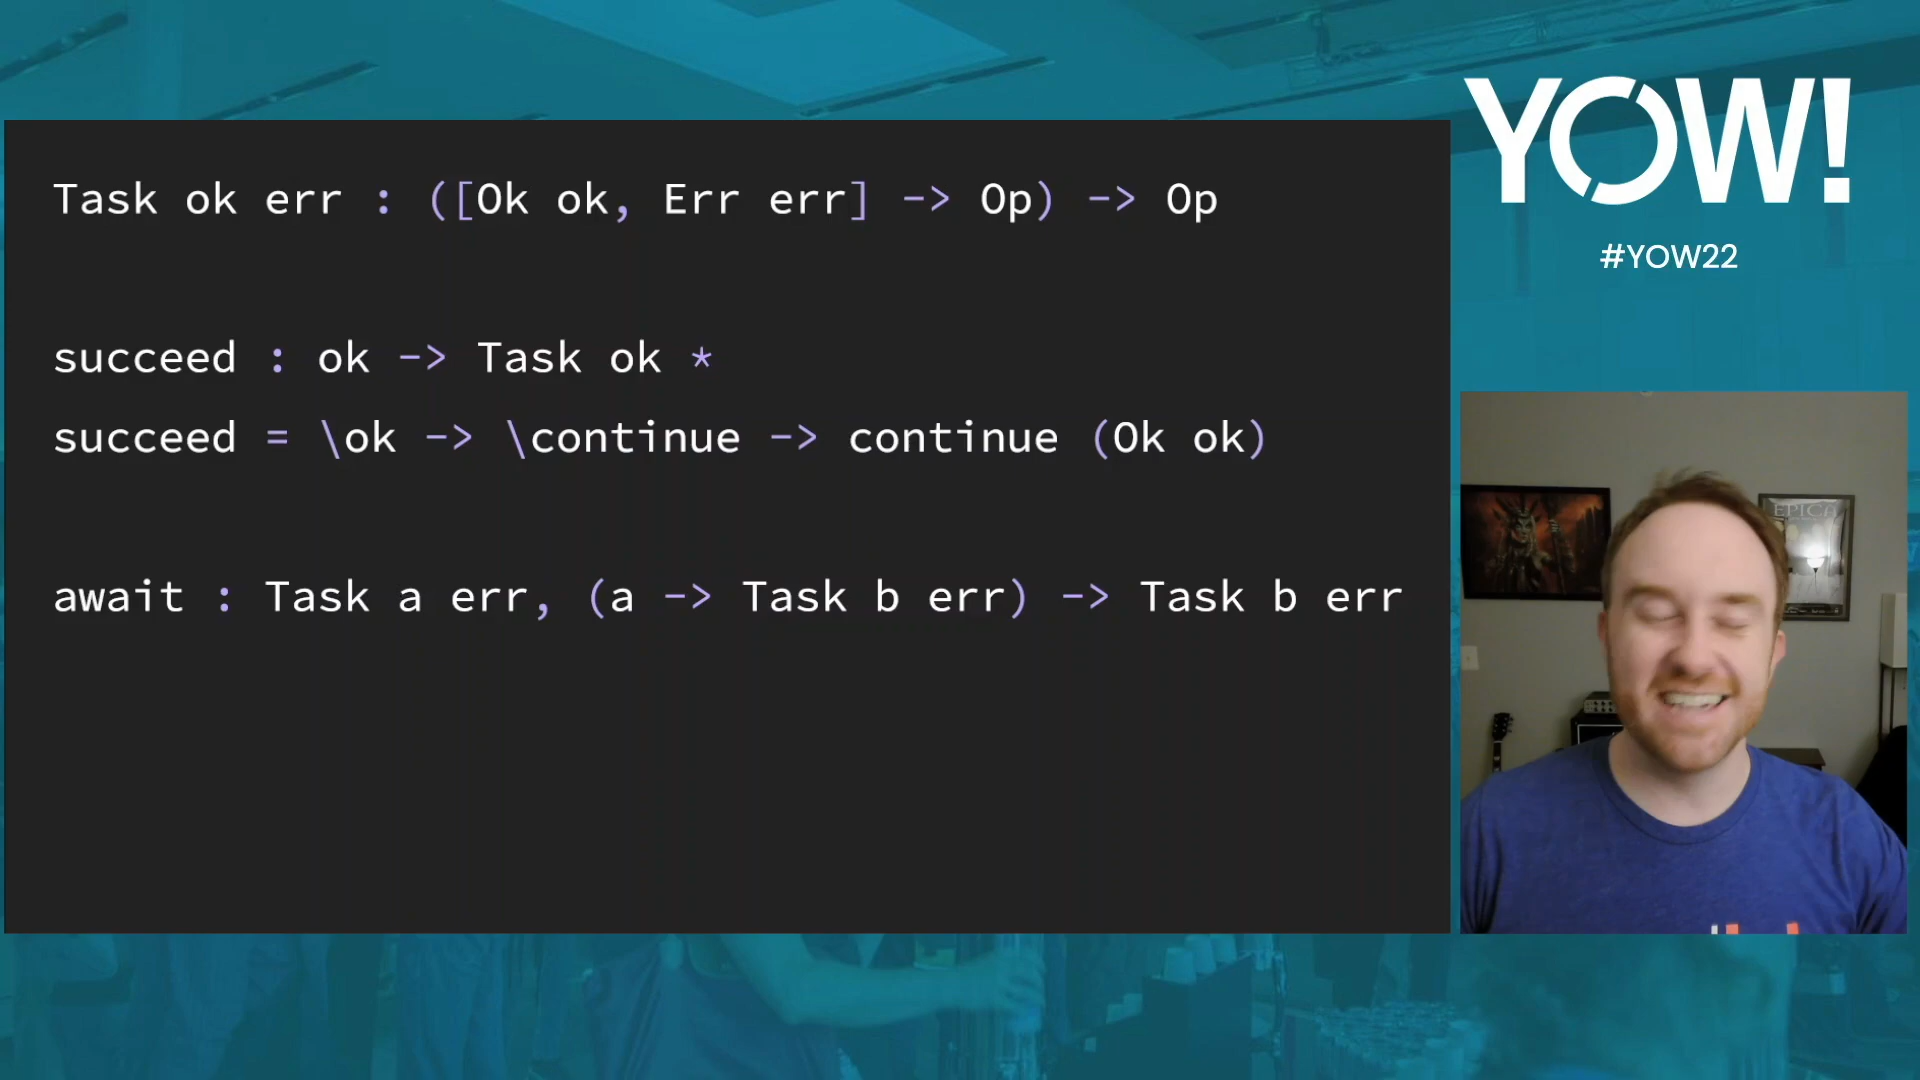 Task ok err : ([Ok ok, Err err] -> Op) -> Op
succeed : ok -> Task ok *
succeed = \ok -> \continue -> continue (Ok ok)
await : Task a err, (a -> Task b err) -> Task b err
YOW!
#YOW22
EPICA